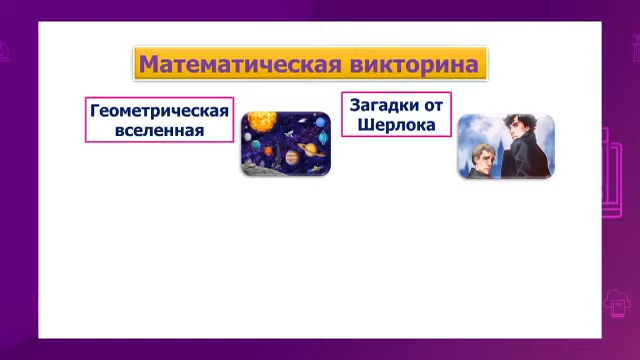 Математическая викторина
Геометрическая
вселенная
Загадки от
Шерлока